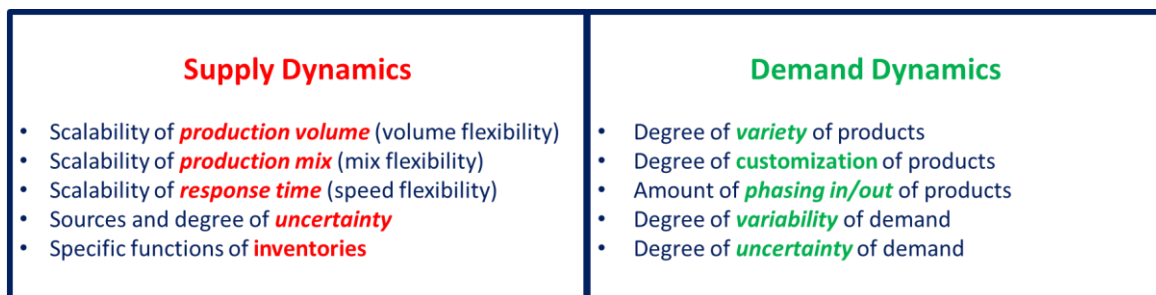 Supply Dynamics
• Scalability of production volume (volume flexibility)
• Scalability of production mix (mix flexibility)
• Scalability of response time (speed flexibility)
• Sources and degree of uncertainty
• Specific functions of inventories
Demand Dynamics
• Degree of variety of products
• Degree of customization of products
• Amount of phasing in/out of products
• Degree of variability of demand
• Degree of uncertainty of demand